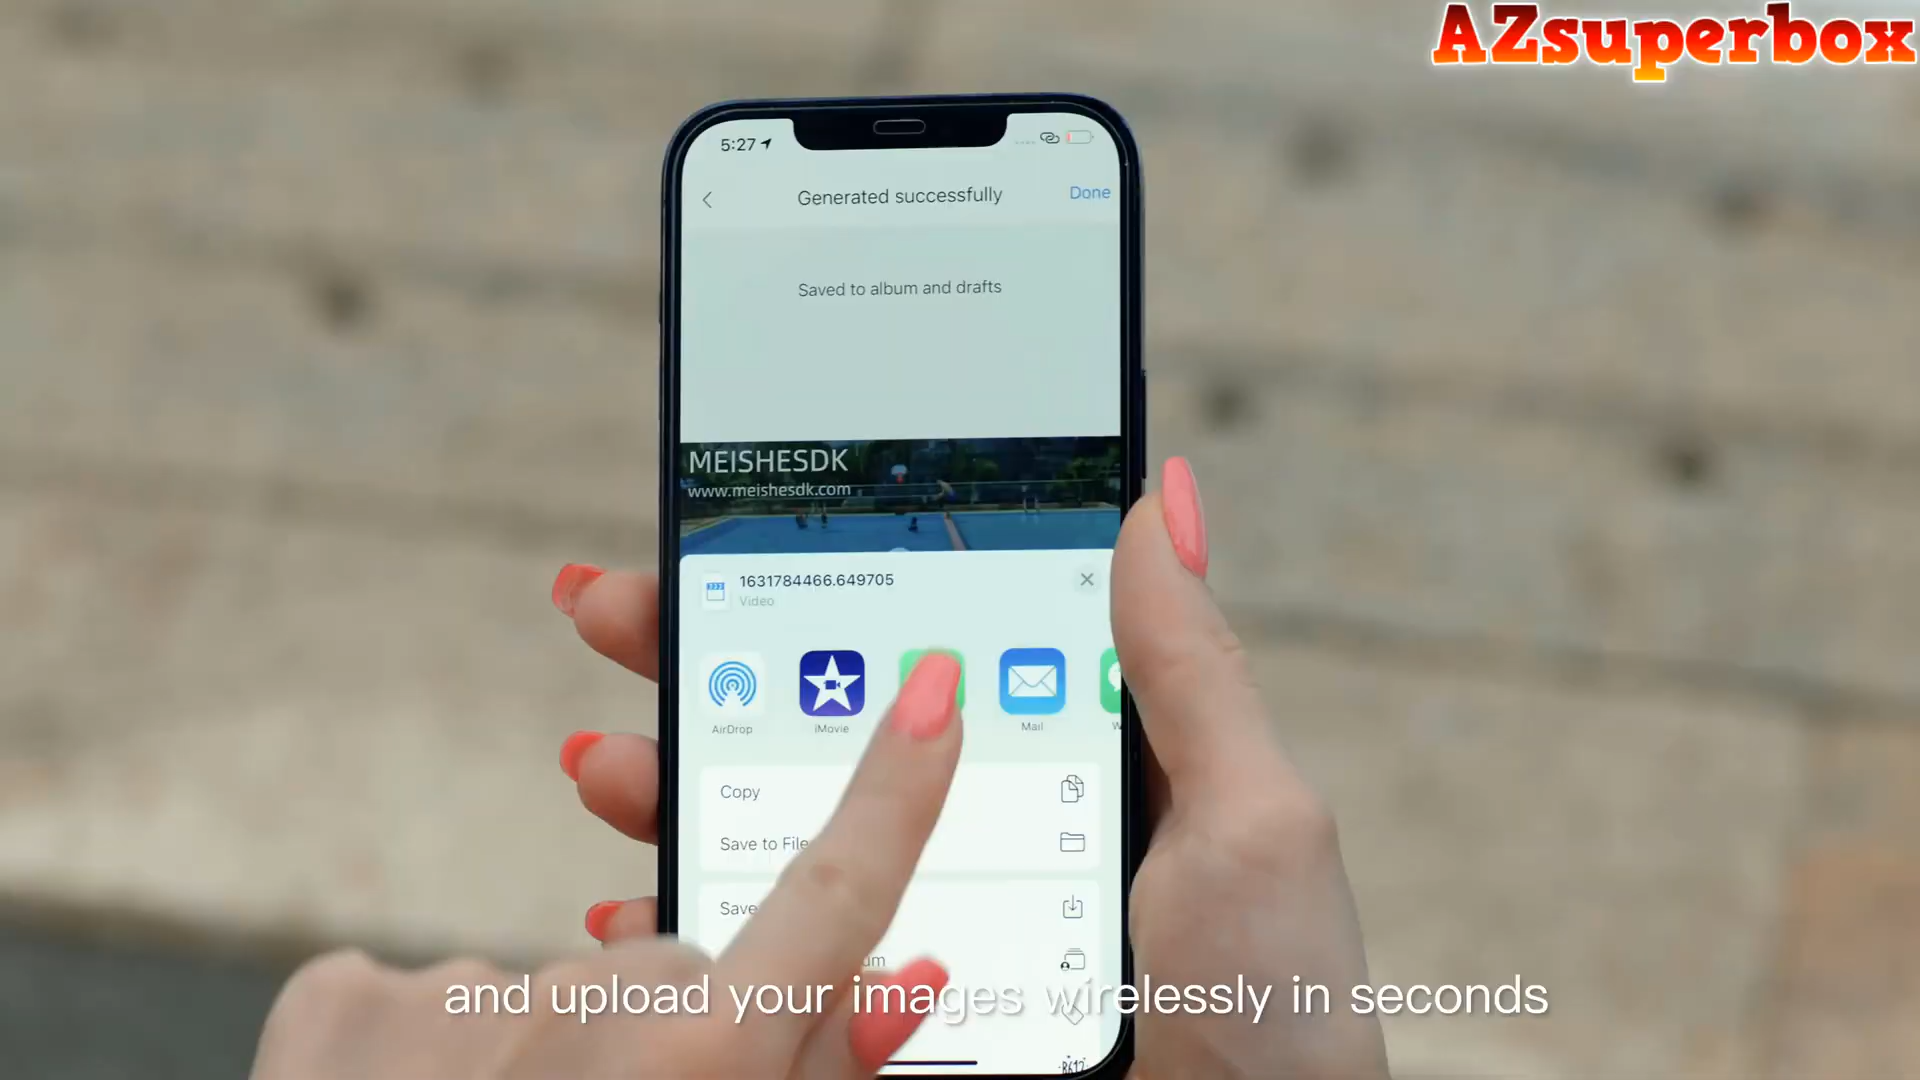 AZsuperbox
5:27
Generated successfully
Done
Saved to album and drafts
MEISHESDK
www.meishesdk.com
1631784466.649705
Video
AirDrop
iMovie
Mail
Copy
Save to File
Save
and upload your images wirelessly in seconds